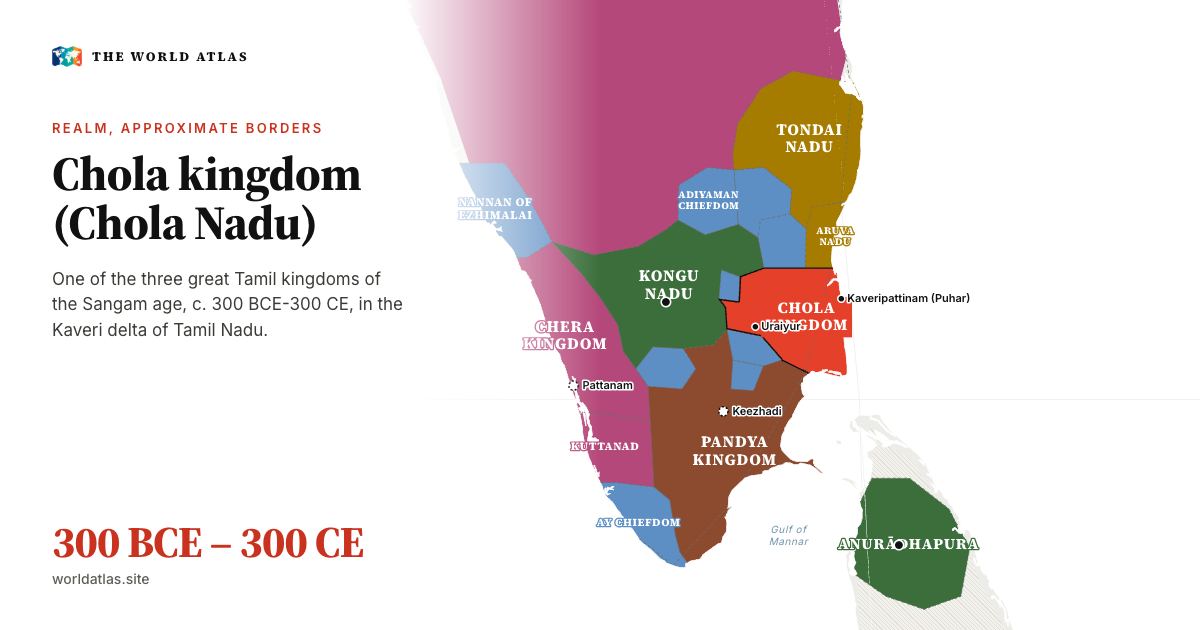 THE WORLD ATLAS
REALM, APPROXIMATE BORDERS
Chola kingdom
(Chola Nadu)
One of the three great Tamil kingdoms of
the Sangam age, c. 300 BCE-300 CE, in the
Kaveri delta of Tamil Nadu.
300 BCE – 300 CE
worldatlas.site
TONDAI
NADU
NANNAN OF
EZHIMALAI
ADIYAMAN
CHIEFDOM
ARUVA
NADU
KONGU
NADU
CHOLA
KINGDOM
Kaveripattinam (Puhar)
Uraiyur
CHERA
KINGDOM
Pattanam
Keezhadi
KUTTANAD
PANDYA
KINGDOM
AY CHIEFDOM
Gulf of
Mannar
ANURĀDHAPURA